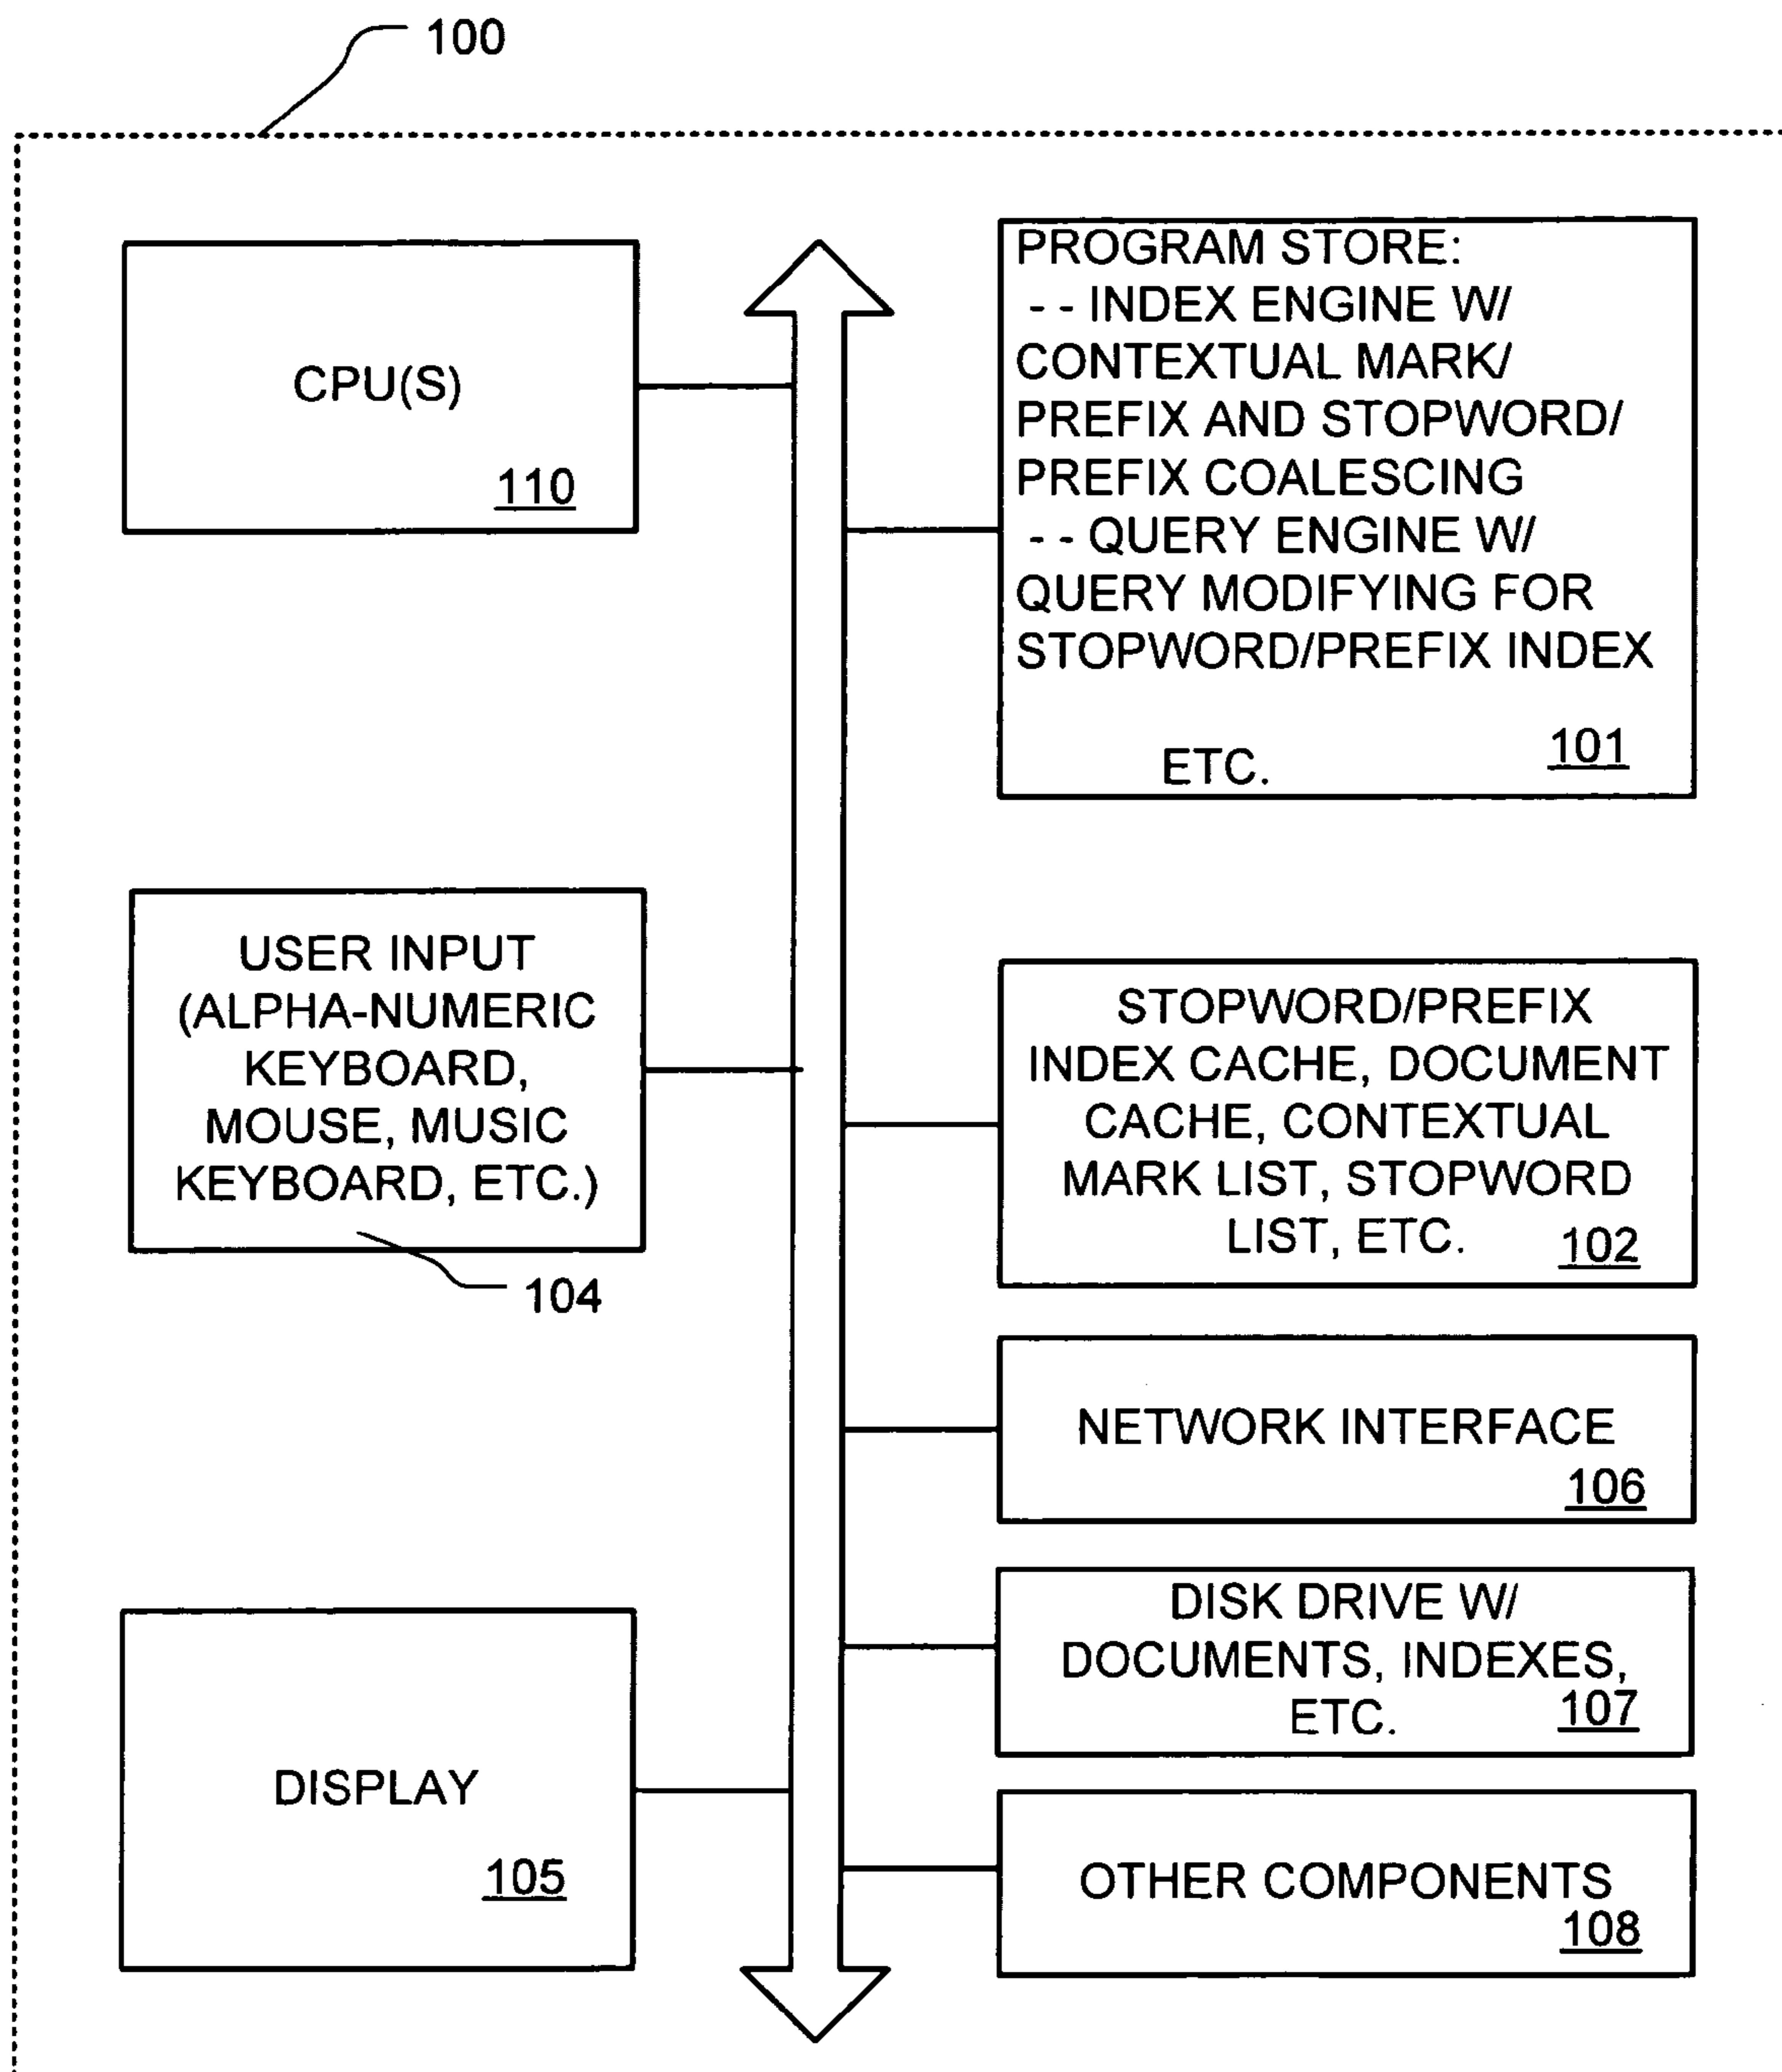 100
CPU(S)
110
PROGRAM STORE:
- - INDEX ENGINE W/
CONTEXTUAL MARK/
PREFIX AND STOPWORD/
PREFIX COALESCING
- - QUERY ENGINE W/
QUERY MODIFYING FOR
STOPWORD/PREFIX INDEX
ETC.
101
USER INPUT
(ALPHA-NUMERIC
KEYBOARD,
MOUSE, MUSIC
KEYBOARD, ETC.)
104
STOPWORD/PREFIX
INDEX CACHE, DOCUMENT
CACHE, CONTEXTUAL
MARK LIST, STOPWORD
LIST, ETC.
102
NETWORK INTERFACE
106
DISK DRIVE W/
DOCUMENTS, INDEXES,
ETC.
107
DISPLAY
105
OTHER COMPONENTS
108